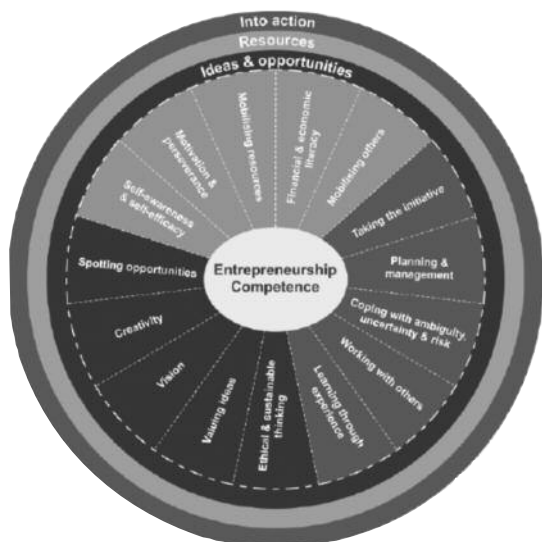 Into action
Resources
Ideas & opportunities
Mobilising resources
Financial & economic
literacy
Mobilising others
Taking the initiative
Planning &
management
Coping with ambiguity,
uncertainty & risk
Working with others
Learning through
experience
Ethical & sustainable
thinking
Valuing ideas
Vision
Creativity
Spotting opportunities
Self-awareness
& self-efficacy
Motivation &
perseverance
Entrepreneurship
Competence